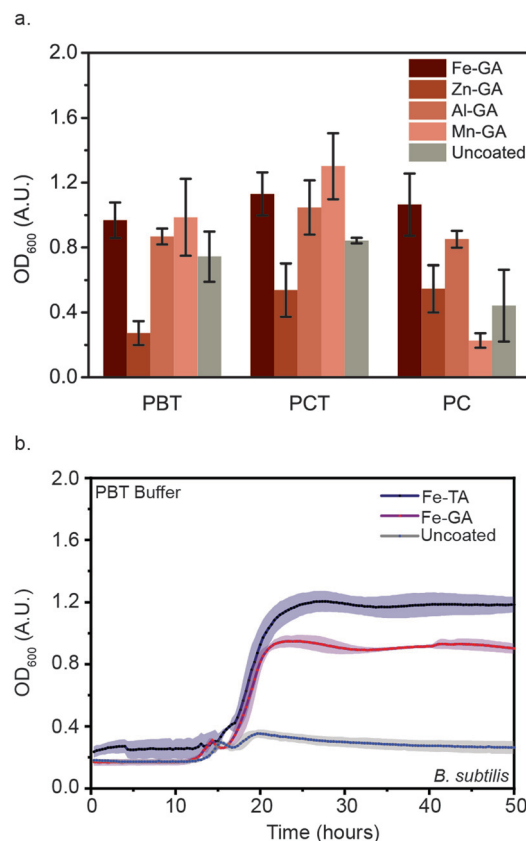 a.
2.0
1.6
1.2
0.8
0.4
0.0
OD600 (A.U.)
Fe-GA
Zn-GA
Al-GA
Mn-GA
Uncoated
PBT
PCT
PC
b.
2.0
1.6
1.2
0.8
0.4
0.0
OD600 (A.U.)
PBT Buffer
Fe-TA
Fe-GA
Uncoated
B. subtilis
0
10
20
30
40
50
Time (hours)